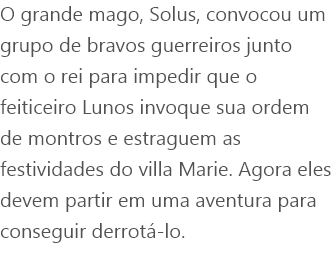 O grande mago, Solus, convocou um
grupo de bravos guerreiros junto
com o rei para impedir que o
feiticeiro Lunos invoque sua ordem
de montros e estraguem as
festividades do villa Marie. Agora eles
devem partir em uma aventura para
conseguir derrotá-lo.